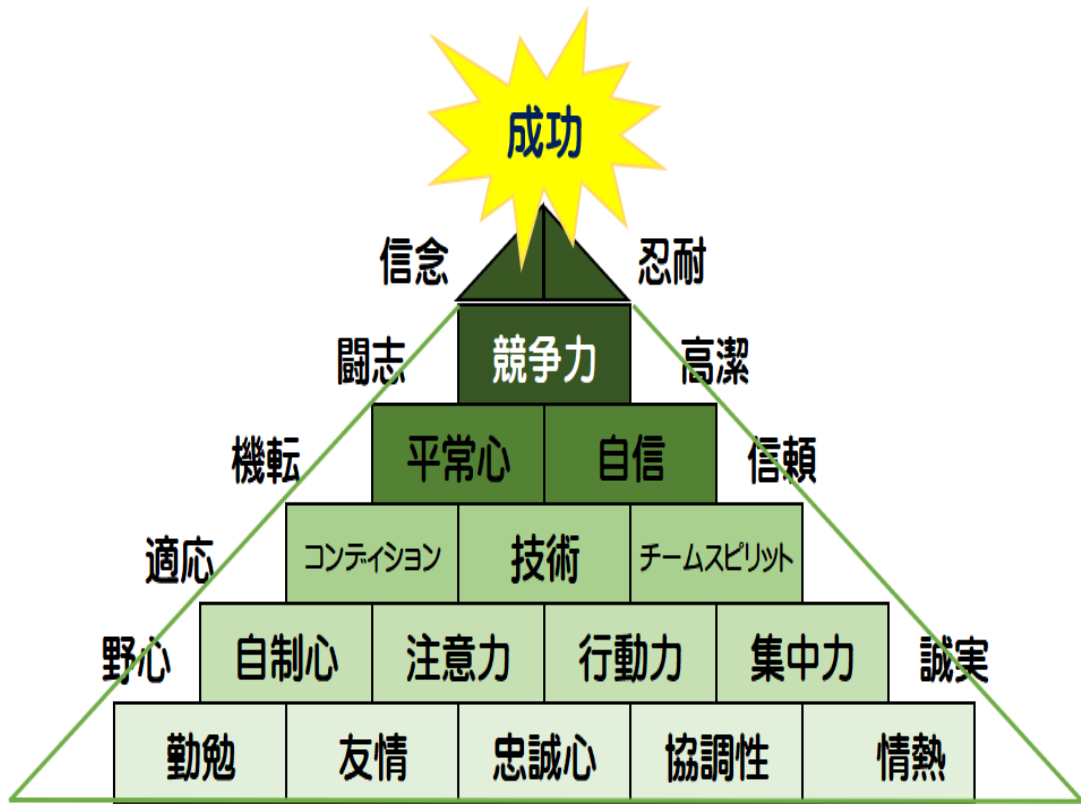 成功
信念 忍耐
闘志 競争力 高潔
機転 平常心 自信 信頼
適応 コンディション 技術 チームスピリット
野心 自制心 注意力 行動力 集中力 誠実
勤勉 友情 忠誠心 協調性 情熱